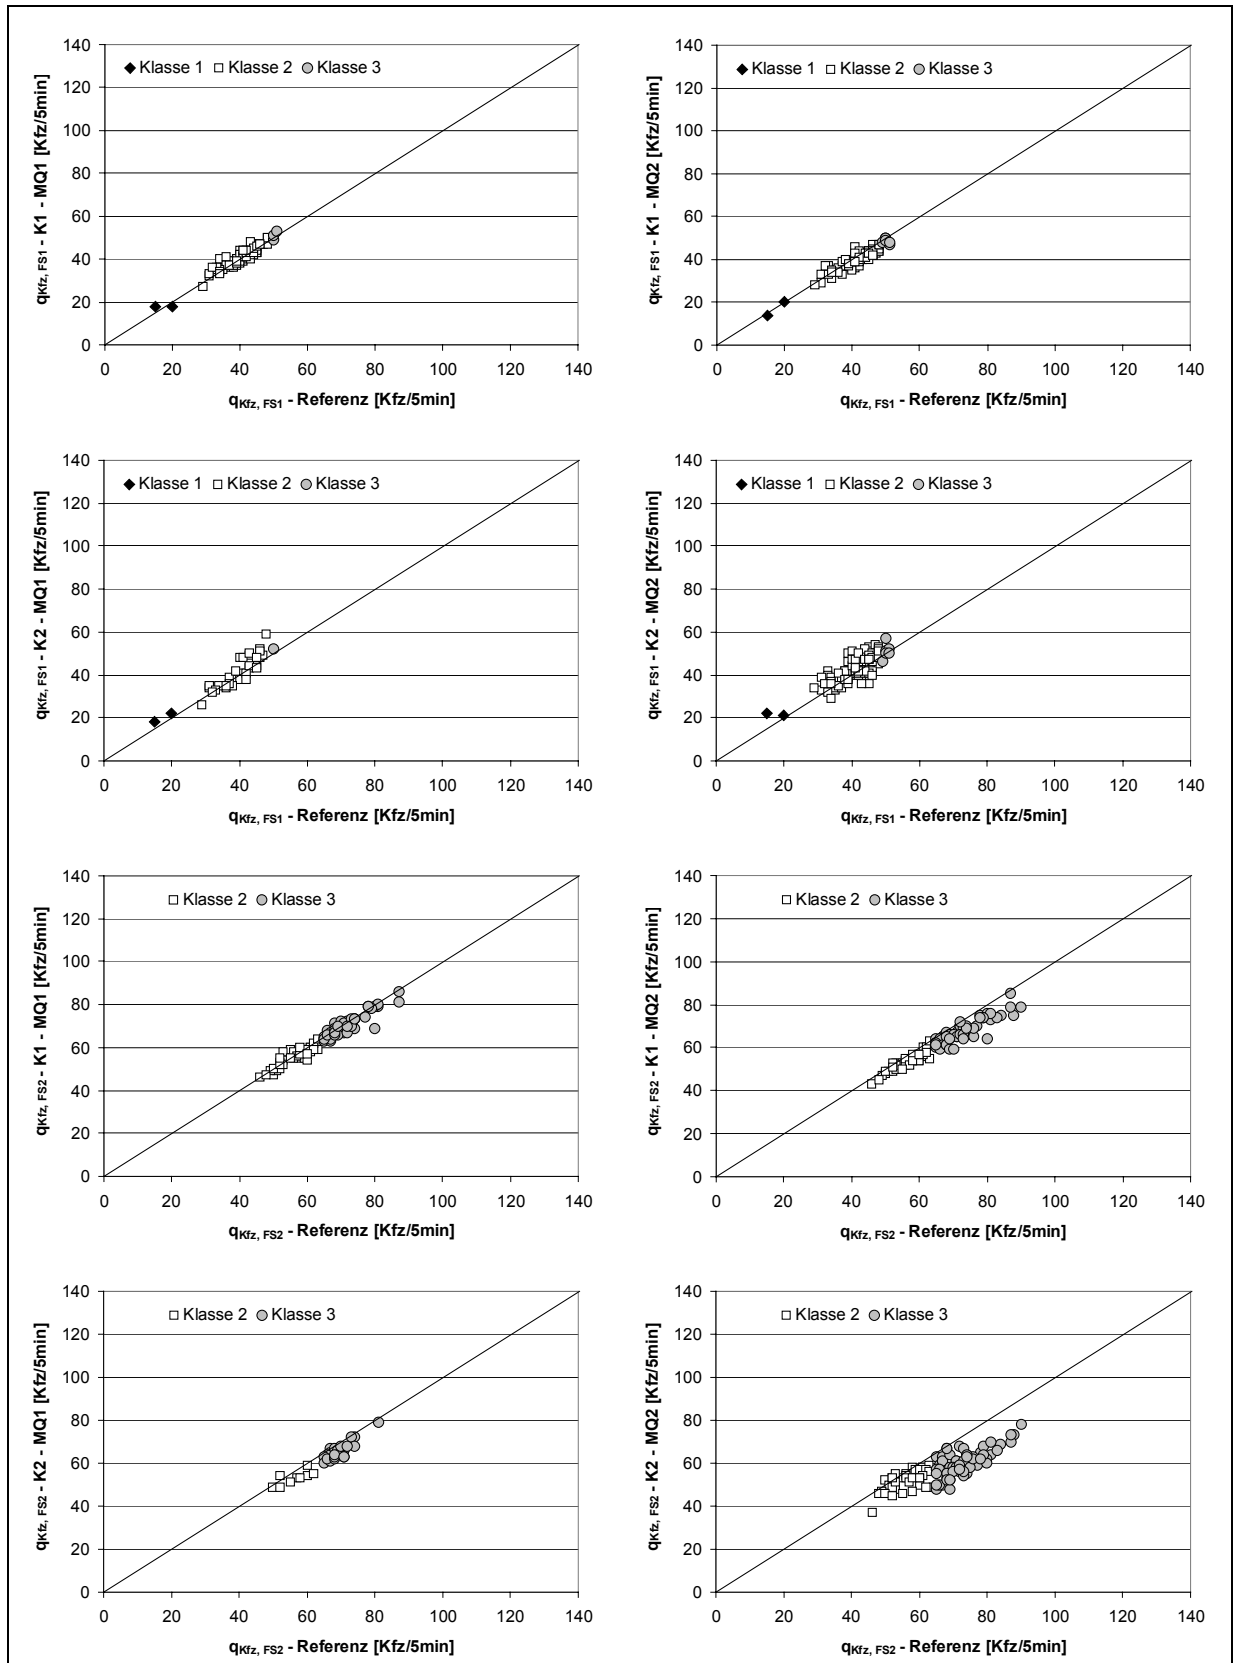 140
120
100
80
60
40
20
0
◆ Klasse 1 □ Klasse 2 ○ Klasse 3
0 20 40 60 80 100 120 140
qKfz, FS1 - K1 - MQ1 [Kfz/5min]
qKfz, FS1 - Referenz [Kfz/5min]
140
120
100
80
60
40
20
0
◆ Klasse 1 □ Klasse 2 ○ Klasse 3
0 20 40 60 80 100 120 140
qKfz, FS1 - K1 - MQ2 [Kfz/5min]
qKfz, FS1 - Referenz [Kfz/5min]
140
120
100
80
60
40
20
0
◆ Klasse 1 □ Klasse 2 ○ Klasse 3
0 20 40 60 80 100 120 140
qKfz, FS1 - K2 - MQ1 [Kfz/5min]
qKfz, FS1 - Referenz [Kfz/5min]
140
120
100
80
60
40
20
0
◆ Klasse 1 □ Klasse 2 ○ Klasse 3
0 20 40 60 80 100 120 140
qKfz, FS1 - K2 - MQ2 [Kfz/5min]
qKfz, FS1 - Referenz [Kfz/5min]
140
120
100
80
60
40
20
0
□ Klasse 2 ○ Klasse 3
0 20 40 60 80 100 120 140
qKfz, FS2 - K1 - MQ1 [Kfz/5min]
qKfz, FS2 - Referenz [Kfz/5min]
140
120
100
80
60
40
20
0
□ Klasse 2 ○ Klasse 3
0 20 40 60 80 100 120 140
qKfz, FS2 - K1 - MQ2 [Kfz/5min]
qKfz, FS2 - Referenz [Kfz/5min]
140
120
100
80
60
40
20
0
□ Klasse 2 ○ Klasse 3
0 20 40 60 80 100 120 140
qKfz, FS2 - K2 - MQ1 [Kfz/5min]
qKfz, FS2 - Referenz [Kfz/5min]
140
120
100
80
60
40
20
0
□ Klasse 2 ○ Klasse 3
0 20 40 60 80 100 120 140
qKfz, FS2 - K2 - MQ2 [Kfz/5min]
qKfz, FS2 - Referenz [Kfz/5min]